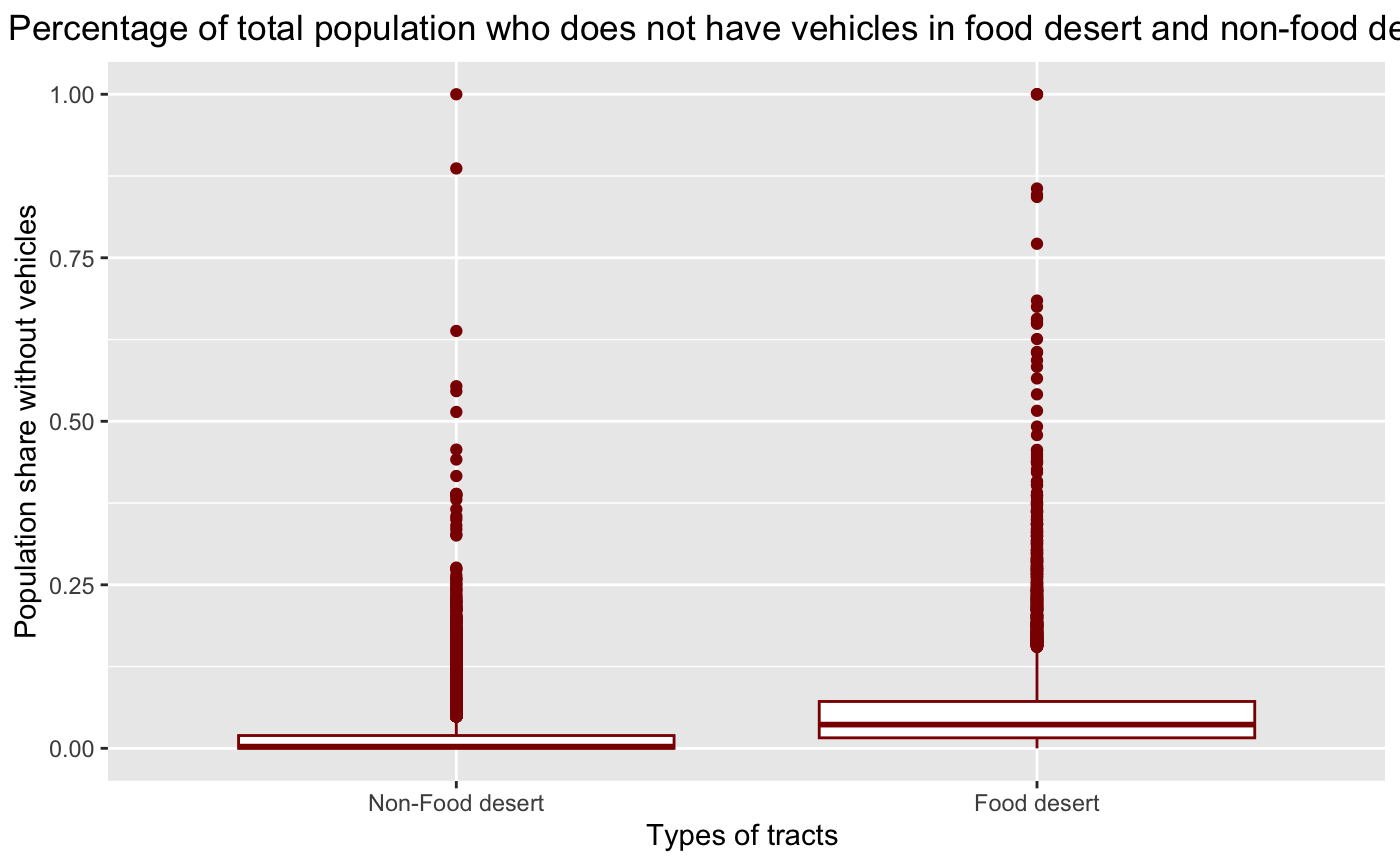 Percentage of total population who does not have vehicles in food desert and non-food de
1.00
0.75
0.50
0.25
0.00
Population share without vehicles
Non-Food desert
Food desert
Types of tracts